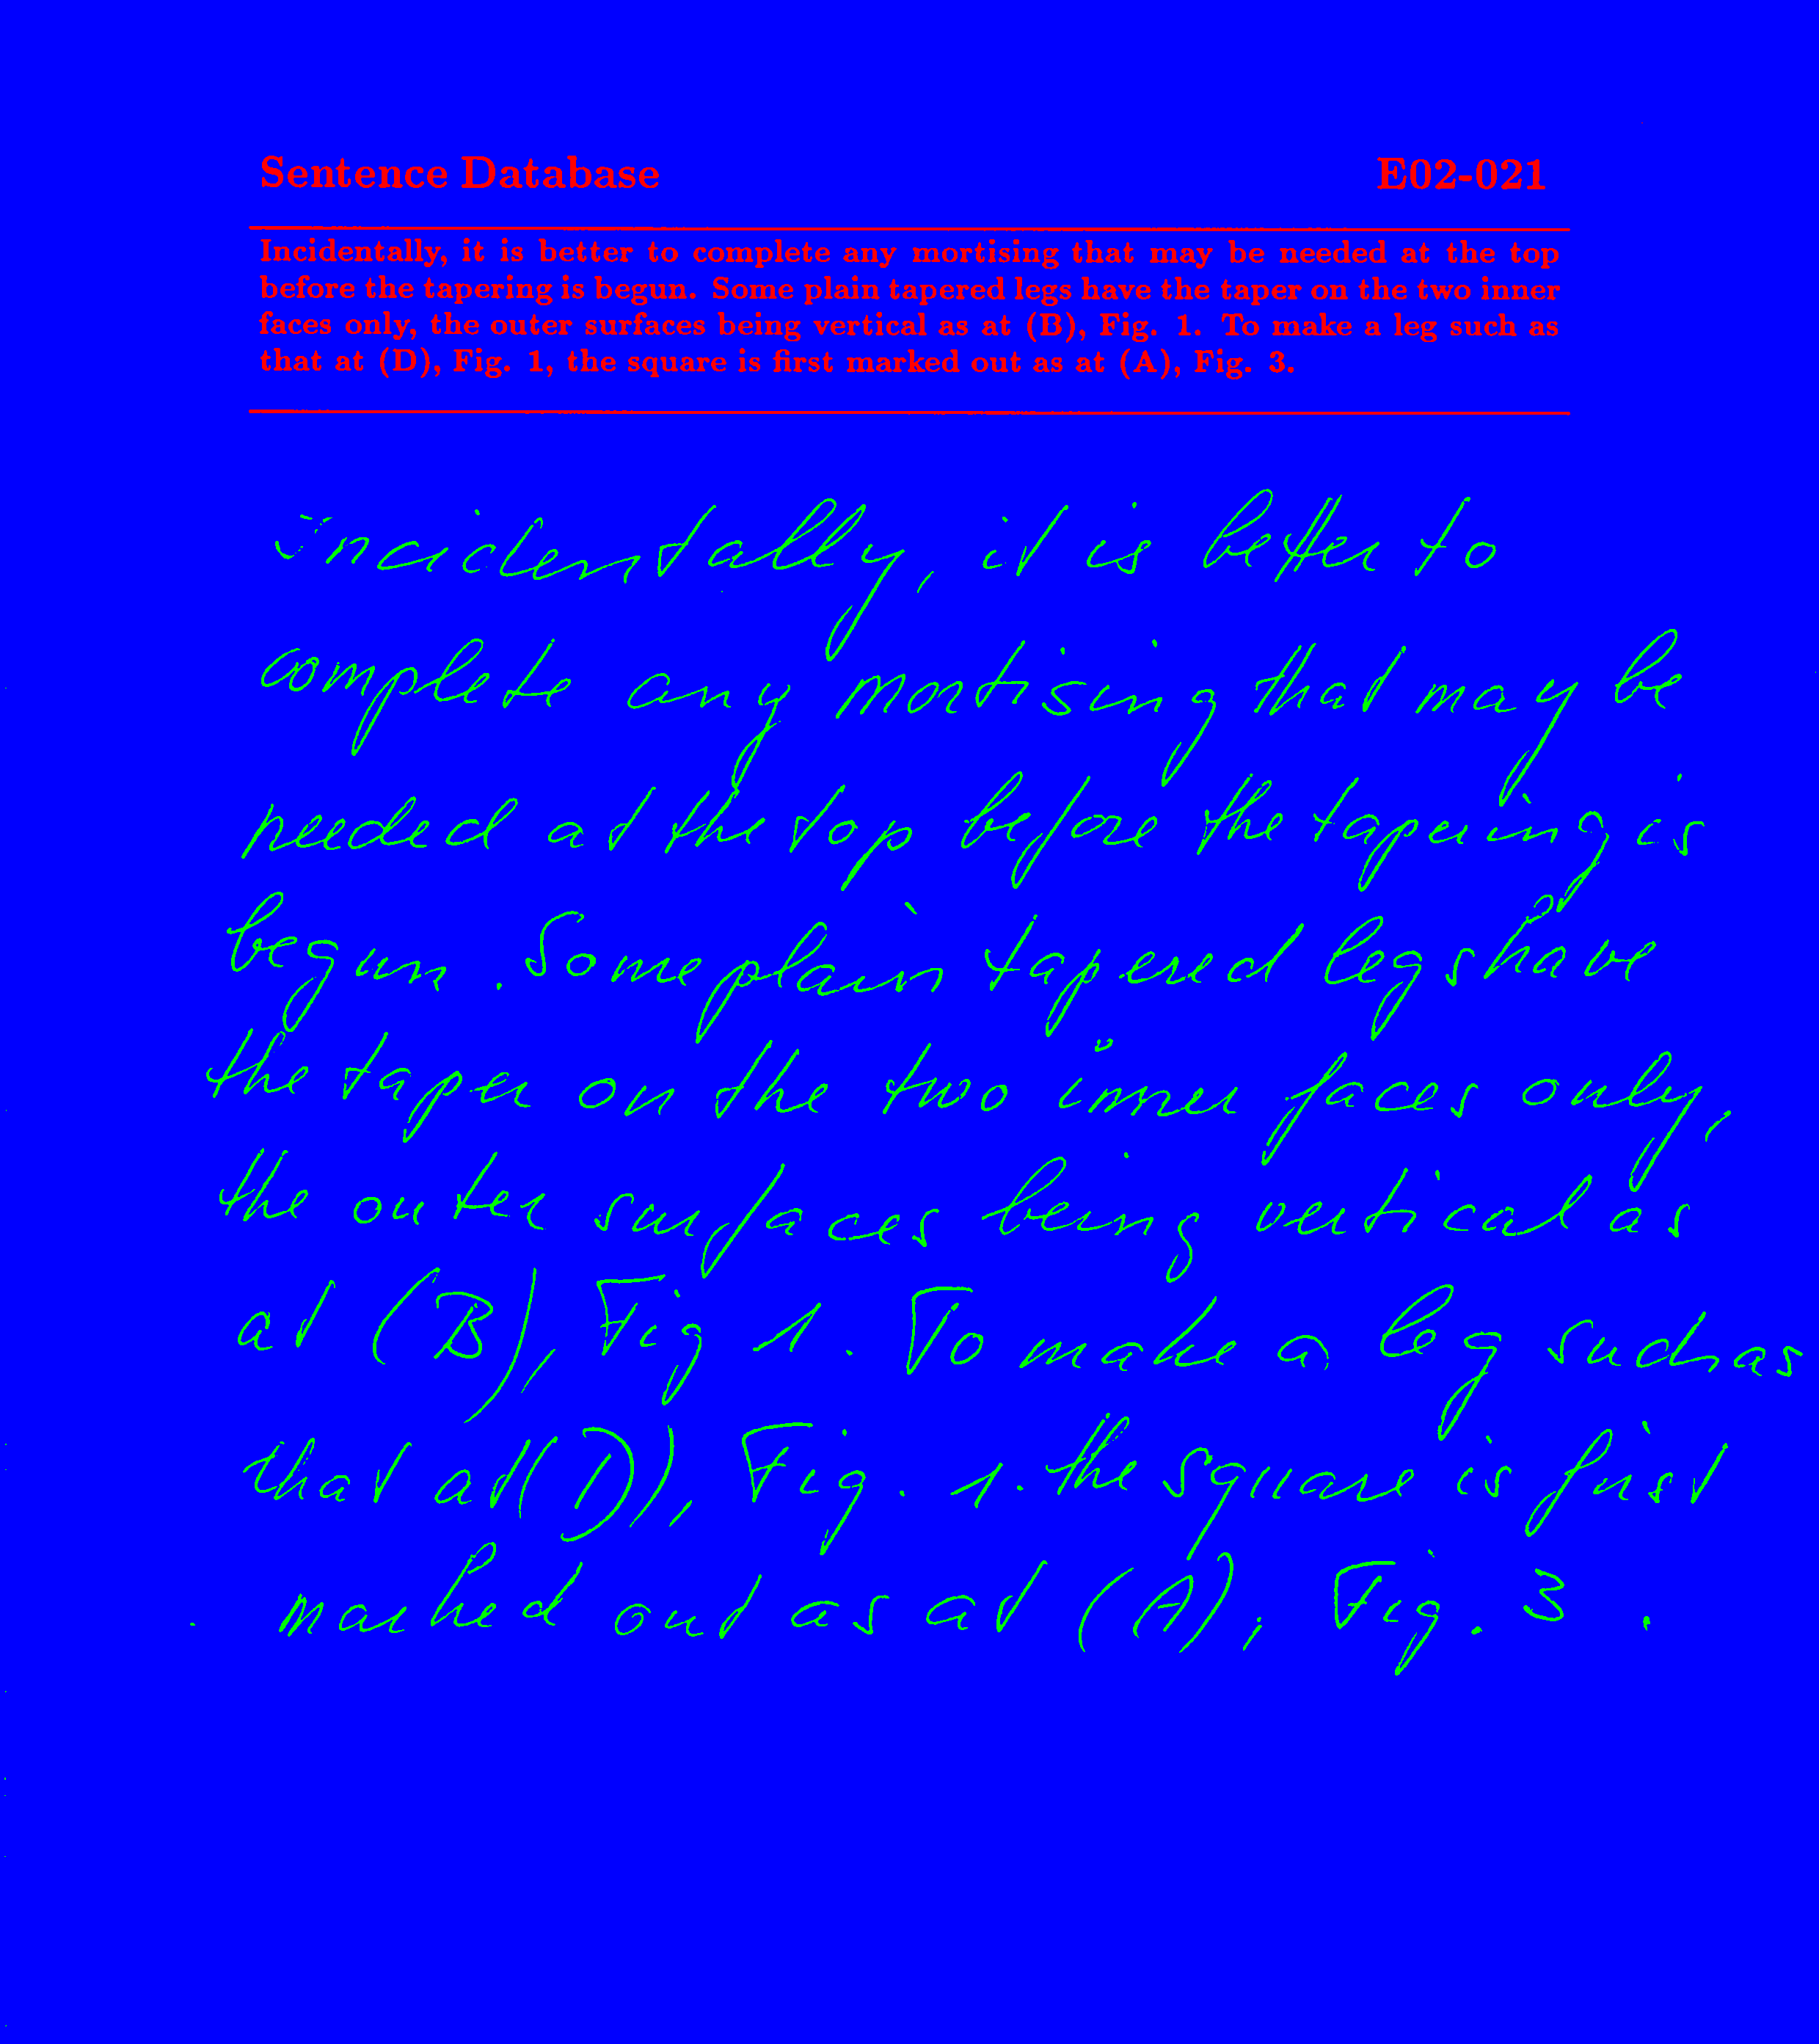 Sentence Database E02-021
Incidentally, it is better to complete any mortising that may be needed at the top
before the tapering is begun. Some plain tapered legs have the taper on the two inner
faces only, the outer surfaces being vertical as at (B), Fig. 1. To make a leg such as
that at (D), Fig. 1, the square is first marked out as at (A), Fig. 3.
Incidentally, it is better to
complete any mortising that may be
needed at the top before the tapering is
begun. Some plain tapered legs have
the taper on the two inner faces only,
the outer surfaces being vertical as
at (B), Fig 1. To make a leg such as
that at (D), Fig. 1. the square is first
marked out as at (A), Fig. 3.